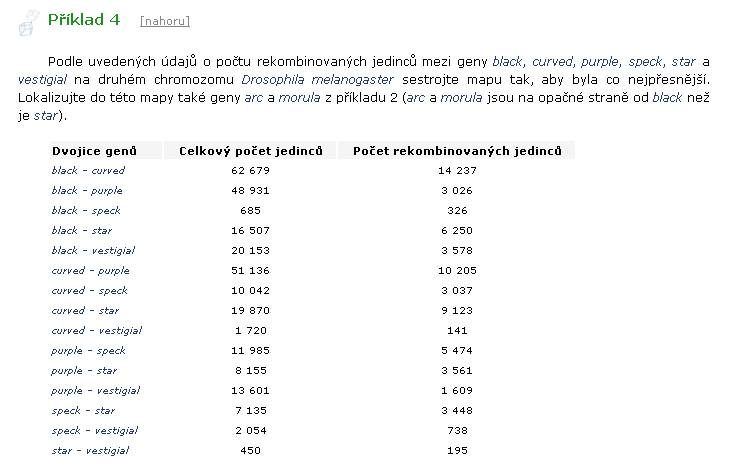 Příklad 4 [nahoru]
Podle uvedených údajů o počtu rekombinovaných jedinců mezi geny black, curved, purple, speck, star a
vestigial na druhém chromozomu Drosophila melanogaster sestrojte mapu tak, aby byla co nejpřesnější.
Lokalizujte do této mapy také geny arc a morula z příkladu 2 (arc a morula jsou na opačné straně od black než
je star).
Dvojice genů Celkový počet jedinců Počet rekombinovaných jedinců
black - curved 62 679 14 237
black - purple 48 931 3 026
black - speck 685 326
black - star 16 507 6 250
black - vestigial 20 153 3 578
curved - purple 51 136 10 205
curved - speck 10 042 3 037
curved - star 19 870 9 123
curved - vestigial 1 720 141
purple - speck 11 985 5 474
purple - star 8 155 3 561
purple - vestigial 13 601 1 609
speck - star 7 135 3 448
speck - vestigial 2 054 738
star - vestigial 450 195